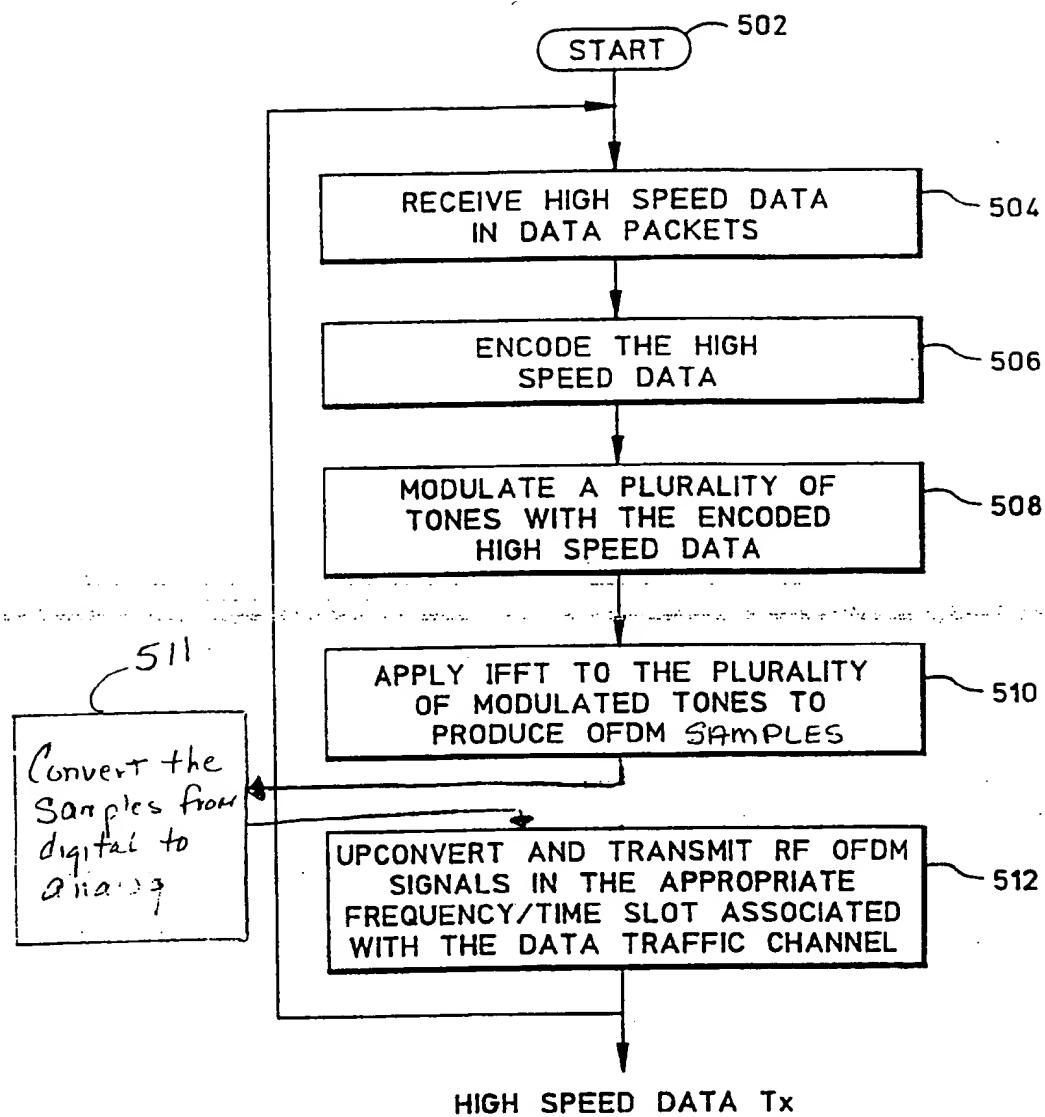 502
START
RECEIVE HIGH SPEED DATA
IN DATA PACKETS
504
ENCODE THE HIGH
SPEED DATA
506
MODULATE A PLURALITY OF
TONES WITH THE ENCODED
HIGH SPEED DATA
508
APPLY IFFT TO THE PLURALITY
OF MODULATED TONES TO
PRODUCE OFDM SAMPLES
510
511
Convert the
Samples from
digital to
analog
UPCONVERT AND TRANSMIT RF OFDM
SIGNALS IN THE APPROPRIATE
FREQUENCY/TIME SLOT ASSOCIATED
WITH THE DATA TRAFFIC CHANNEL
512
HIGH SPEED DATA Tx